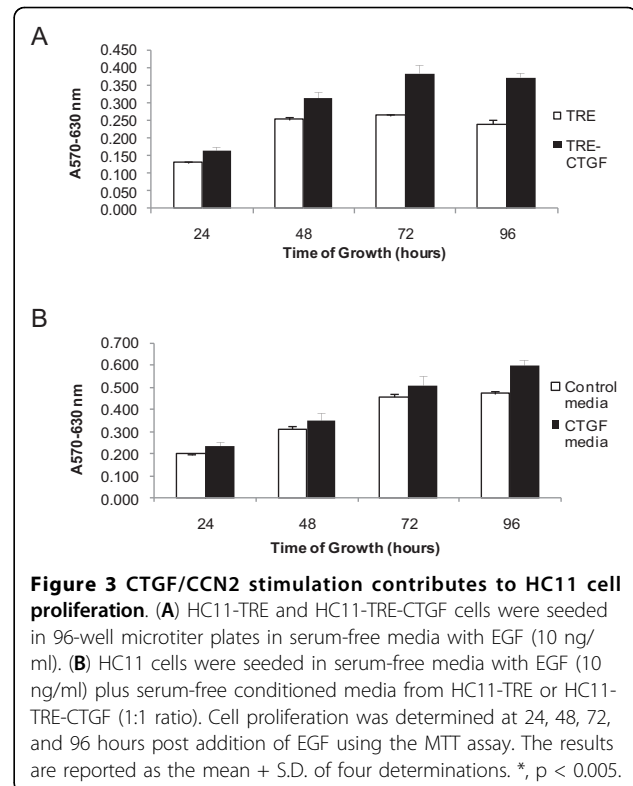 A
A570-630 nm
0.450
0.400
0.350
0.300
0.250
0.200
0.150
0.100
0.050
0.000
24 48 72 96
Time of Growth (hours)
TRE
TRE-
CTGF
B
A570-630 nm
0.700
0.600
0.500
0.400
0.300
0.200
0.100
0.000
24 48 72 96
Time of Growth (hours)
Control
media
CTGF
media
Figure 3 CTGF/CCN2 stimulation contributes to HC11 cell
proliferation. (A) HC11-TRE and HC11-TRE-CTGF cells were seeded
in 96-well microtiter plates in serum-free media with EGF (10 ng/
ml). (B) HC11 cells were seeded in serum-free media with EGF (10
ng/ml) plus serum-free conditioned media from HC11-TRE or HC11-
TRE-CTGF (1:1 ratio). Cell proliferation was determined at 24, 48, 72,
and 96 hours post addition of EGF using the MTT assay. The results
are reported as the mean + S.D. of four determinations. *, p < 0.005.